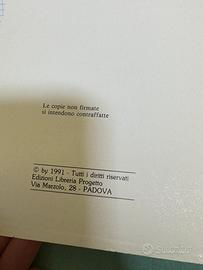 Le copie non firmate
si intendono contraffatte
© by 1991 - Tutti i diritti riservati
Edizioni Libreria Progetto
Via Marzolo, 28 - PADOVA
subito